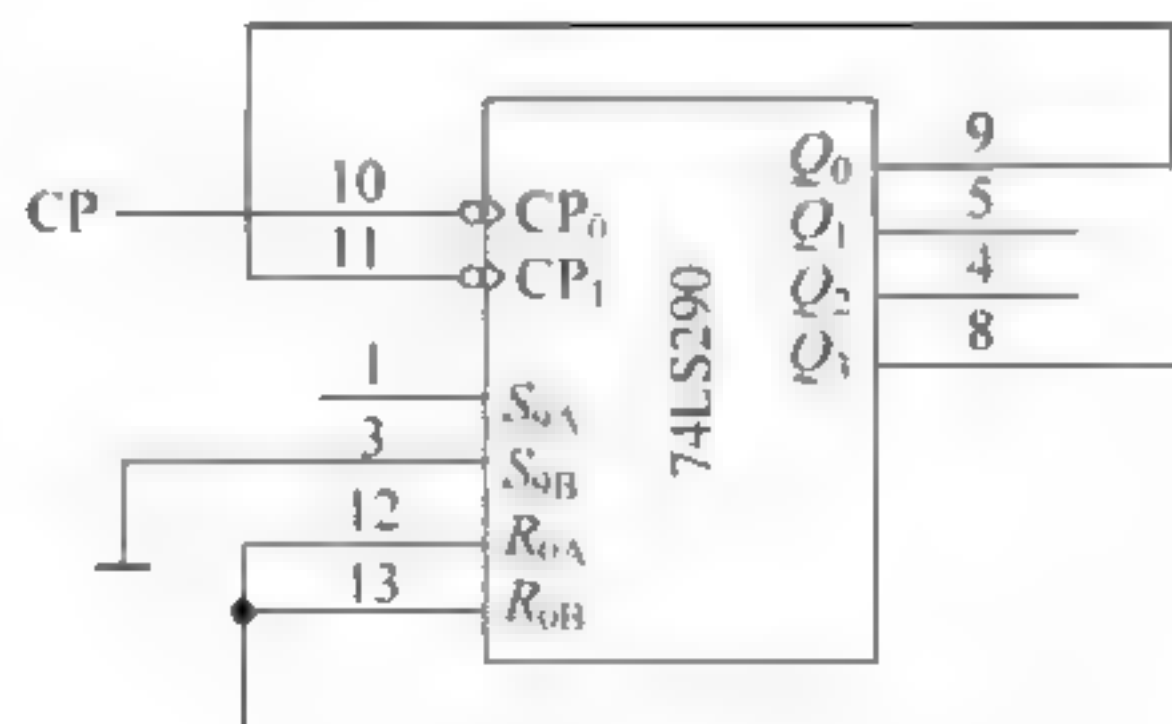 9
Q₀
10
5
CP
CP₀
Q₁
11
4
CP₁
Q₂
8
Q₃
74LS290
1
S₉A
3
S₉B
12
R₀A
13
R₀B